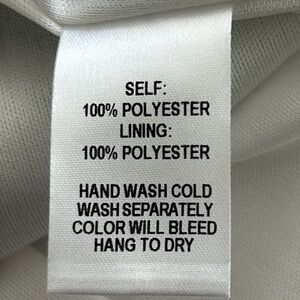 SELF:
100% POLYESTER
LINING:
100% POLYESTER
HAND WASH COLD
WASH SEPARATELY
COLOR WILL BLEED
HANG TO DRY